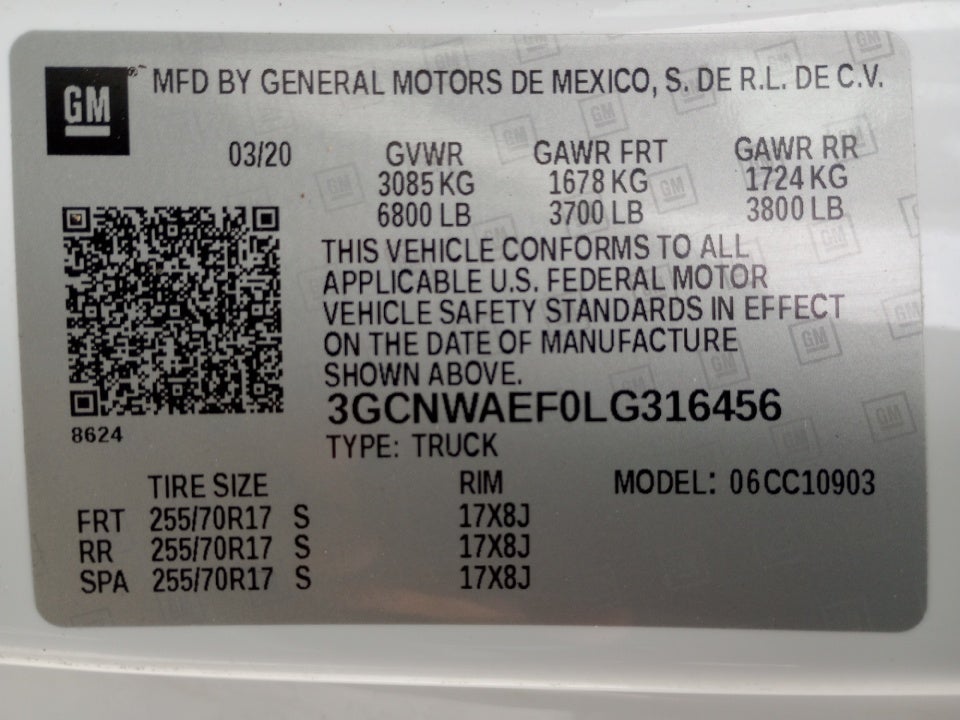 GM MFD BY GENERAL MOTORS DE MEXICO, S. DE R.L. DE C.V.
03/20 GVWR GAWR FRT GAWR RR
3085 KG 1678 KG 1724 KG
6800 LB 3700 LB 3800 LB
THIS VEHICLE CONFORMS TO ALL
APPLICABLE U.S. FEDERAL MOTOR
VEHICLE SAFETY STANDARDS IN EFFECT
ON THE DATE OF MANUFACTURE
SHOWN ABOVE.
3GCNWAEF0LG316456
8624
TYPE: TRUCK
TIRE SIZE RIM MODEL: 06CC10903
FRT 255/70R17 S 17X8J
RR 255/70R17 S 17X8J
SPA 255/70R17 S 17X8J